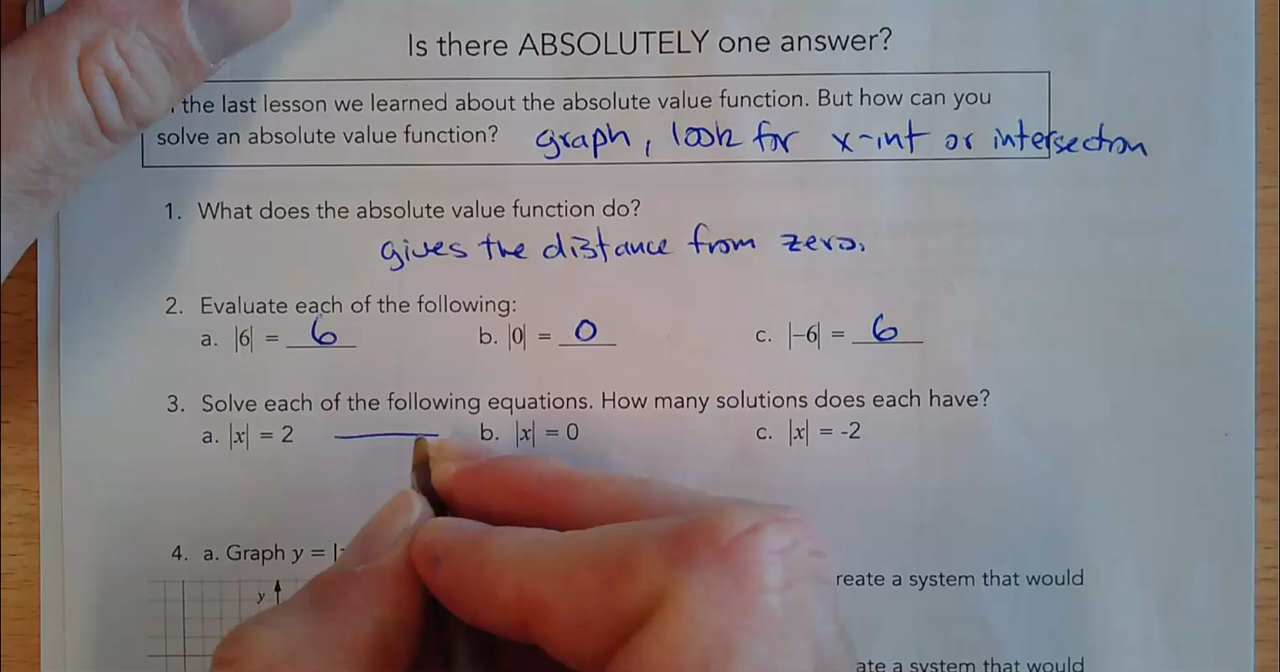 Is there ABSOLUTELY one answer?
the last lesson we learned about the absolute value function. But how can you
solve an absolute value function? graph, look for x-int or intersection
1. What does the absolute value function do?
gives the distance from zero.
2. Evaluate each of the following:
a. |6| = 6 b. |0| = 0 c. |−6| = 6
3. Solve each of the following equations. How many solutions does each have?
a. |x| = 2 b. |x| = 0 c. |x| = -2
4. a. Graph y = |
reate a system that would
y
ate a system that would